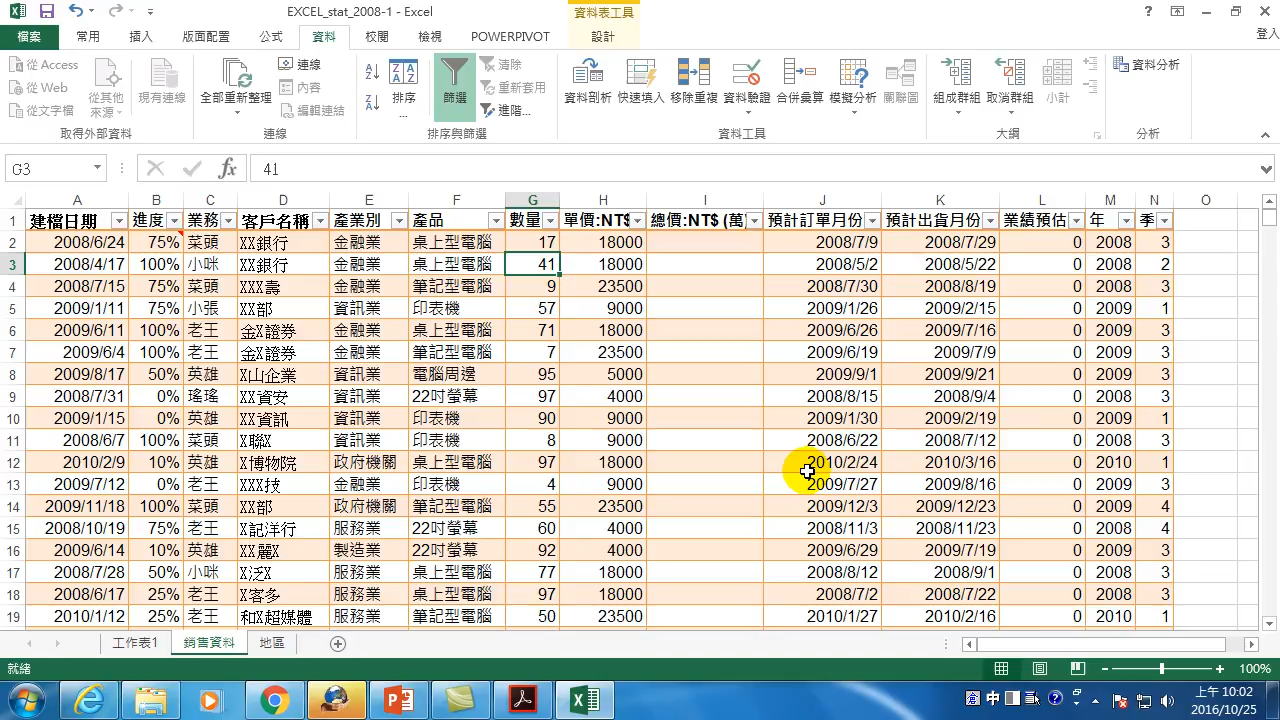 EXCEL_stat_2008-1 - Excel
資料表工具
登入
檔案 常用 插入 版面配置 公式 資料 校閱 檢視 POWERPIVOT 設計
從 Access
從 Web
從文字檔
從其他來源
現有連線
取得外部資料
全部重新整理
連線
內容
編輯連結
連線
排序...
篩選
清除
重新套用
進階...
排序與篩選
資料剖析 快速填入 移除重複 資料驗證 合併彙算 模擬分析 關聯圖
資料工具
組成群組 取消群組 小計
大綱
資料分析
分析
G3 fx 41
A B C D E F G H I J K L M N O
1 建檔日期 進度 業務 客戶名稱 產業別 產品 數量 單價:NT$ 總價:NT$ (萬) 預計訂單月份 預計出貨月份 業績預估 年 季
2 2008/6/24 75% 菜頭 XX銀行 金融業 桌上型電腦 17 18000 2008/7/9 2008/7/29 0 2008 3
3 2008/4/17 100% 小咪 XX銀行 金融業 桌上型電腦 41 18000 2008/5/2 2008/5/22 0 2008 2
4 2008/7/15 75% 菜頭 XXX壽 金融業 筆記型電腦 9 23500 2008/7/30 2008/8/19 0 2008 3
5 2009/1/11 75% 小張 XX部 資訊業 印表機 57 9000 2009/1/26 2009/2/15 0 2009 1
6 2009/6/11 100% 老王 金X證券 金融業 桌上型電腦 71 18000 2009/6/26 2009/7/16 0 2009 3
7 2009/6/4 100% 老王 金X證券 金融業 筆記型電腦 7 23500 2009/6/19 2009/7/9 0 2009 3
8 2009/8/17 50% 英雄 X山企業 資訊業 電腦周邊 95 5000 2009/9/1 2009/9/21 0 2009 3
9 2008/7/31 0% 瑤瑤 XX資安 資訊業 22吋螢幕 97 4000 2008/8/15 2008/9/4 0 2008 3
10 2009/1/15 0% 英雄 XX資訊 資訊業 印表機 90 9000 2009/1/30 2009/2/19 0 2009 1
11 2008/6/7 100% 菜頭 X聯X 資訊業 印表機 8 9000 2008/6/22 2008/7/12 0 2008 3
12 2010/2/9 10% 英雄 X博物院 政府機關 桌上型電腦 97 18000 2010/2/24 2010/3/16 0 2010 1
13 2009/7/12 0% 老王 XXX技 金融業 印表機 4 9000 2009/7/27 2009/8/16 0 2009 3
14 2009/11/18 100% 菜頭 XX部 政府機關 筆記型電腦 55 23500 2009/12/3 2009/12/23 0 2009 4
15 2008/10/19 75% 老王 X記洋行 服務業 22吋螢幕 60 4000 2008/11/3 2008/11/23 0 2008 4
16 2009/6/14 10% 英雄 XX麗X 製造業 22吋螢幕 92 4000 2009/6/29 2009/7/19 0 2009 3
17 2008/7/28 50% 小咪 X泛X 服務業 桌上型電腦 77 18000 2008/8/12 2008/9/1 0 2008 3
18 2008/6/17 25% 老王 X客多 服務業 桌上型電腦 97 18000 2008/7/2 2008/7/22 0 2008 3
19 2010/1/12 25% 老王 和X超媒體 服務業 筆記型電腦 50 23500 2010/1/27 2010/2/16 0 2010 1
工作表1 銷售資料 地區
就緒 100%
中
上午 10:02
2016/10/25